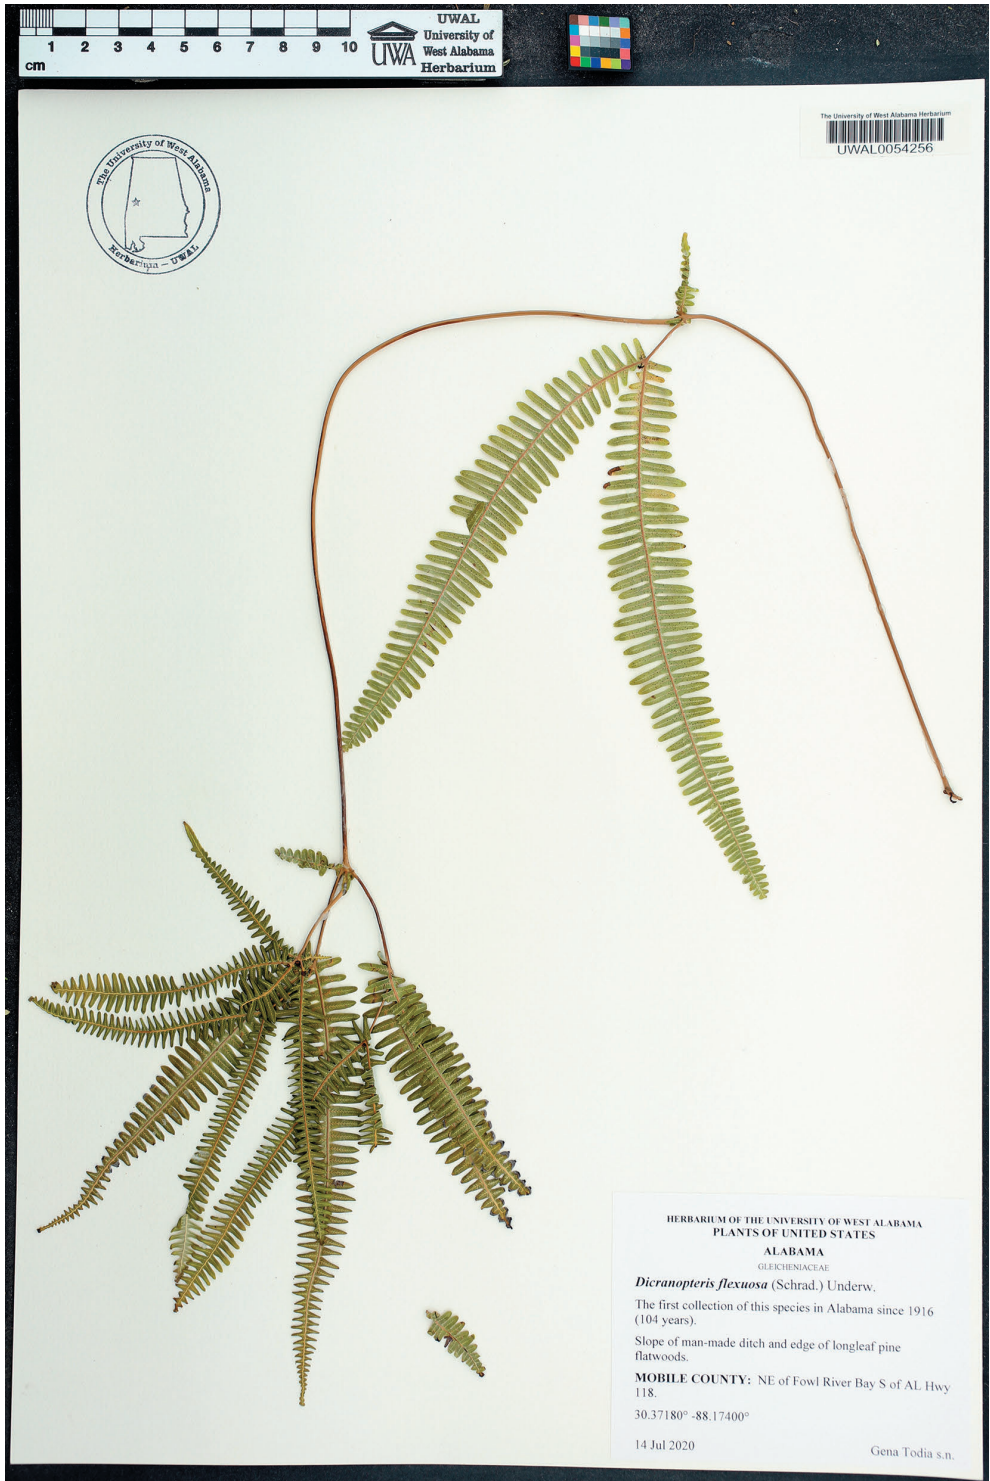 1 2 3 4 5 6 7 8 9 10
cm
UWA
UWAL
University of
West Alabama
Herbarium
The University of West Alabama Herbarium
UWAL0054256
The University of West Alabama
Herbarium – UWAL
HERBARIUM OF THE UNIVERSITY OF WEST ALABAMA
PLANTS OF UNITED STATES
ALABAMA
GLEICHENIACEAE
Dicranopteris flexuosa (Schrad.) Underw.
The first collection of this species in Alabama since 1916
(104 years).
Slope of man-made ditch and edge of longleaf pine
flatwoods.
MOBILE COUNTY: NE of Fowl River Bay S of AL Hwy
118.
30.37180° -88.17400°
14 Jul 2020
Gena Todia s.n.